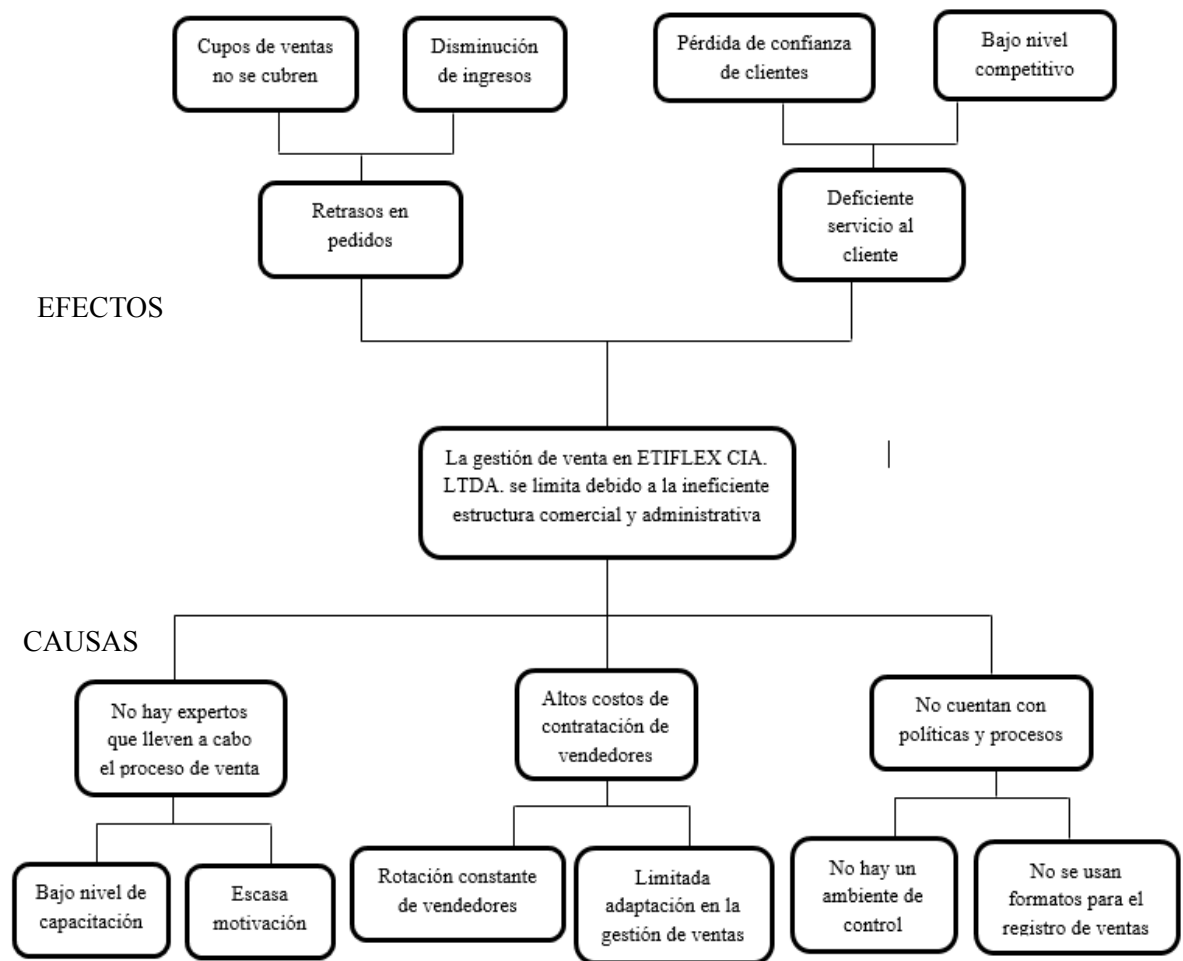 Cupos de ventas
no se cubren
Disminución
de ingresos
Pérdida de confianza
de clientes
Bajo nivel
competitivo
Retrasos en
pedidos
Deficiente
servicio al
cliente
EFECTOS
La gestión de venta en ETIFLEX CIA.
LTDA. se limita debido a la ineficiente
estructura comercial y administrativa
CAUSAS
No hay expertos
que lleven a cabo
el proceso de venta
Altos costos de
contratación de
vendedores
No cuentan con
políticas y procesos
Bajo nivel de
capacitación
Escasa
motivación
Rotación constante
de vendedores
Limitada
adaptación en la
gestión de ventas
No hay un
ambiente de
control
No se usan
formatos para el
registro de ventas